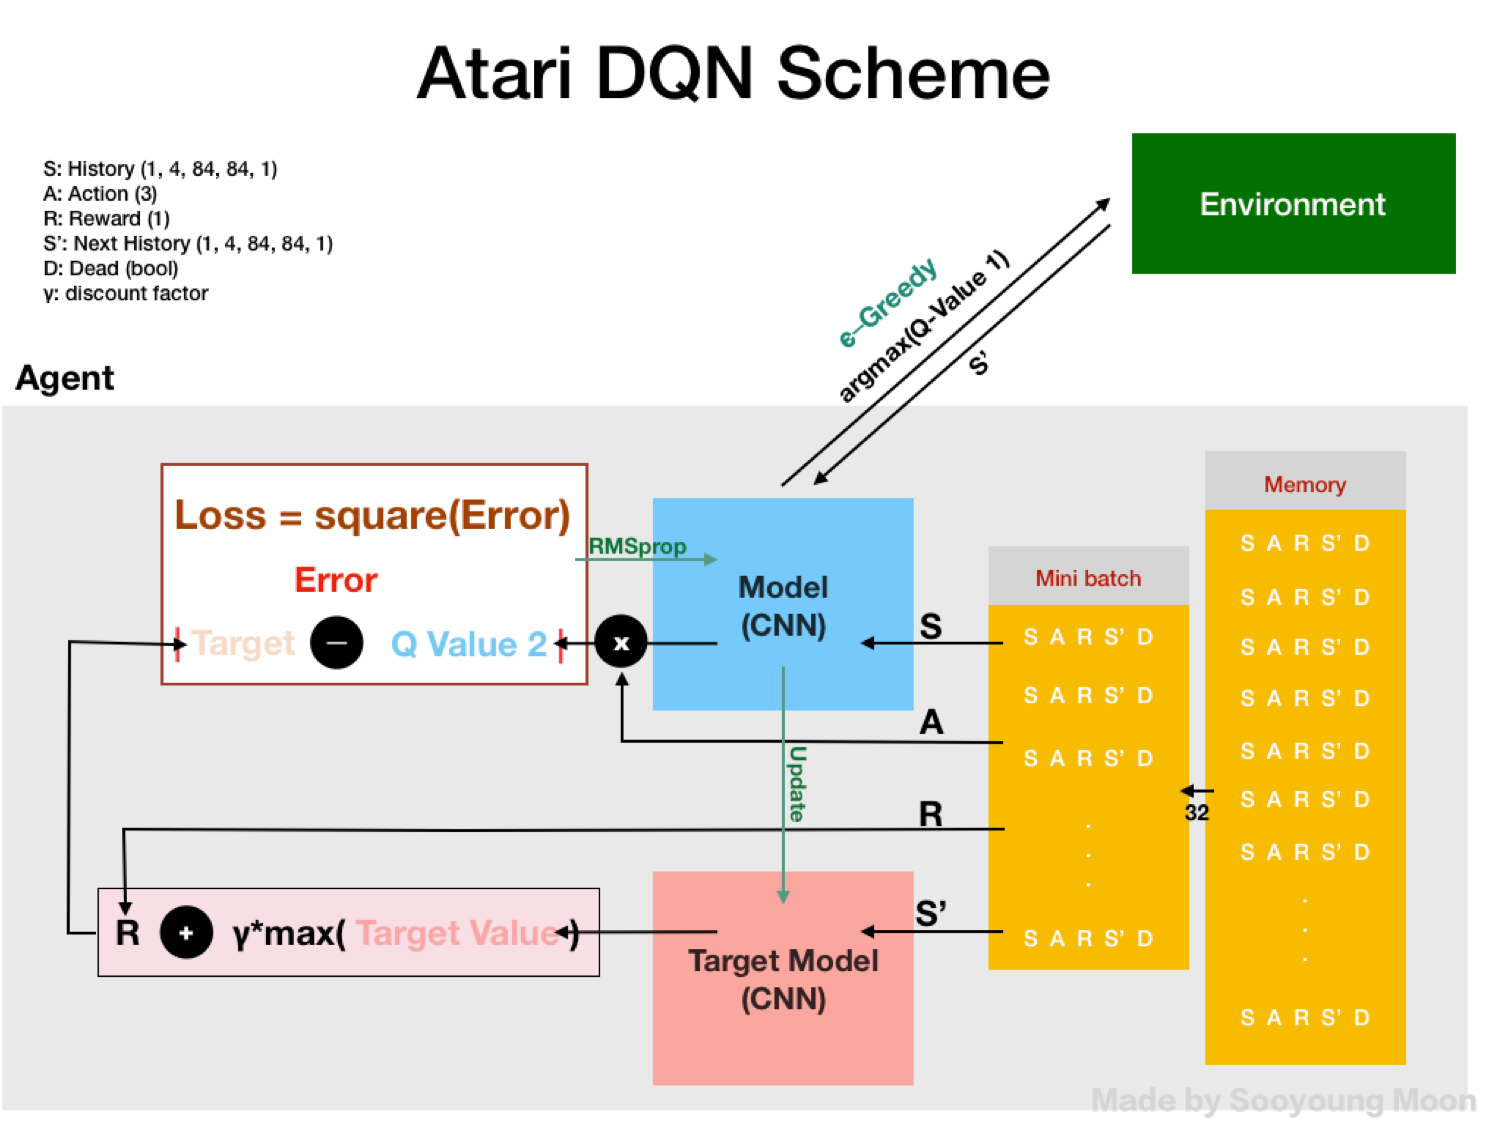 Atari DQN Scheme
S: History (1, 4, 84, 84, 1)
A: Action (3)
R: Reward (1)
S’: Next History (1, 4, 84, 84, 1)
D: Dead (bool)
γ: discount factor
Environment
ϵ–Greedy
argmax(Q-Value 1)
S’
Agent
Loss = square(Error)
Error
| Target − Q Value 2 |
RMSprop
x
Model
(CNN)
Update
S
A
R
S’
R + γ*max( Target Value )
Target Model
(CNN)
Mini batch
S A R S’ D
S A R S’ D
S A R S’ D
.
.
.
S A R S’ D
32
Memory
S A R S’ D
S A R S’ D
S A R S’ D
S A R S’ D
S A R S’ D
S A R S’ D
S A R S’ D
.
.
.
S A R S’ D
Made by Sooyoung Moon